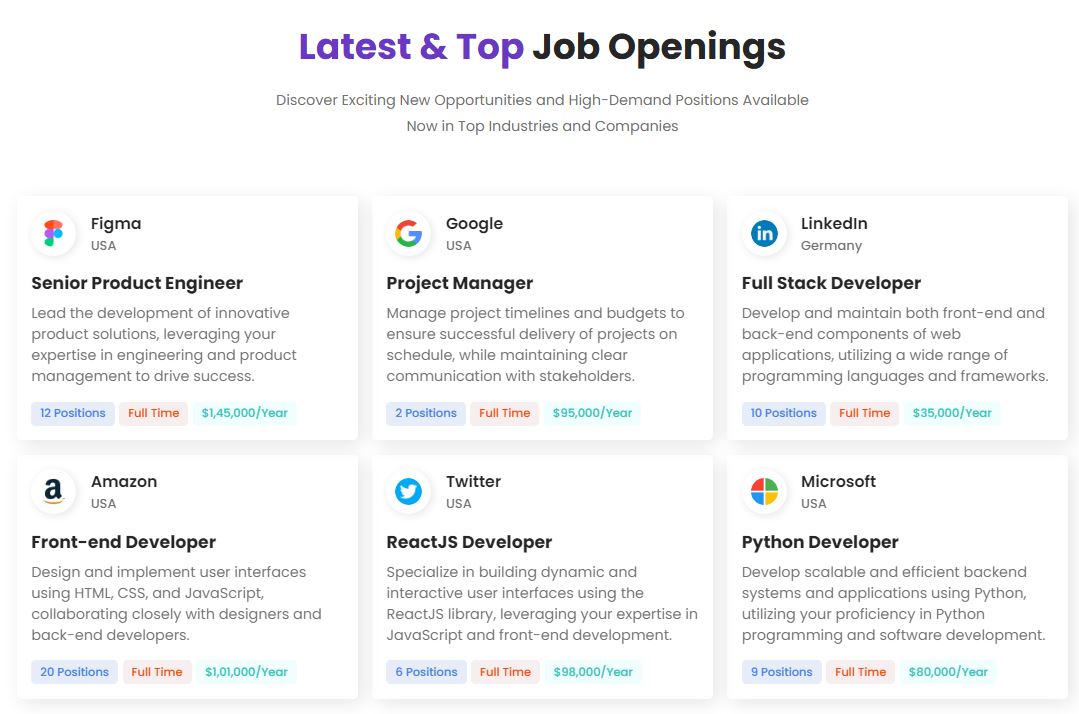 Latest & Top Job Openings
Discover Exciting New Opportunities and High-Demand Positions Available
Now in Top Industries and Companies
Figma
USA
Senior Product Engineer
Lead the development of innovative
product solutions, leveraging your
expertise in engineering and product
management to drive success.
12 Positions
Full Time
$1,45,000/Year
Google
USA
Project Manager
Manage project timelines and budgets to
ensure successful delivery of projects on
schedule, while maintaining clear
communication with stakeholders.
2 Positions
Full Time
$95,000/Year
in
LinkedIn
Germany
Full Stack Developer
Develop and maintain both front-end and
back-end components of web
applications, utilizing a wide range of
programming languages and frameworks.
10 Positions
Full Time
$35,000/Year
a
Amazon
USA
Front-end Developer
Design and implement user interfaces
using HTML, CSS, and JavaScript,
collaborating closely with designers and
back-end developers.
20 Positions
Full Time
$1,01,000/Year
Twitter
USA
ReactJS Developer
Specialize in building dynamic and
interactive user interfaces using the
ReactJS library, leveraging your expertise in
JavaScript and front-end development.
6 Positions
Full Time
$98,000/Year
Microsoft
USA
Python Developer
Develop scalable and efficient backend
systems and applications using Python,
utilizing your proficiency in Python
programming and software development.
9 Positions
Full Time
$80,000/Year